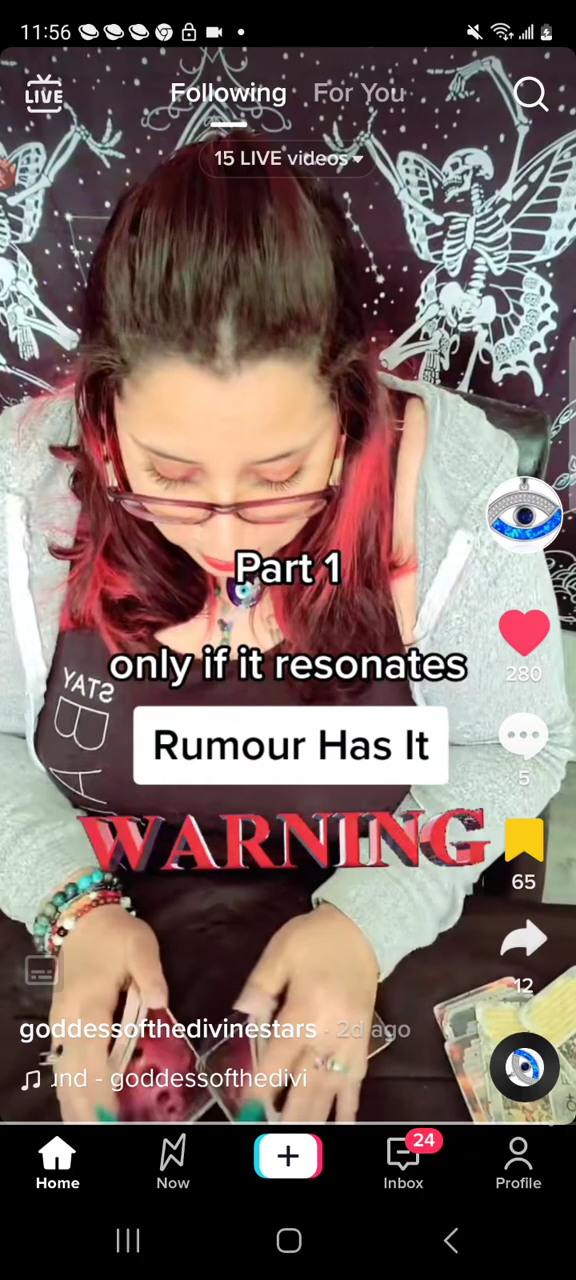 11:56
LIVE
Following For You
15 LIVE videos
Part 1
only if it resonates
STAY
Rumour Has It
WARNING
280
5
65
12
goddessofthedivinestars · 2d ago
und - goddessofthedivi
Home
Now
24
Inbox
Profile